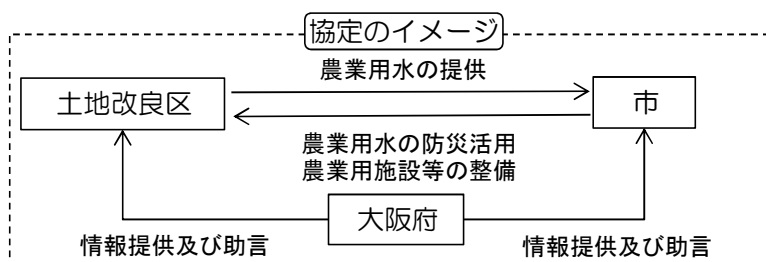 協定のイメージ
農業用水の提供
土地改良区
市
農業用水の防災活用
農業用施設等の整備
大阪府
情報提供及び助言
情報提供及び助言